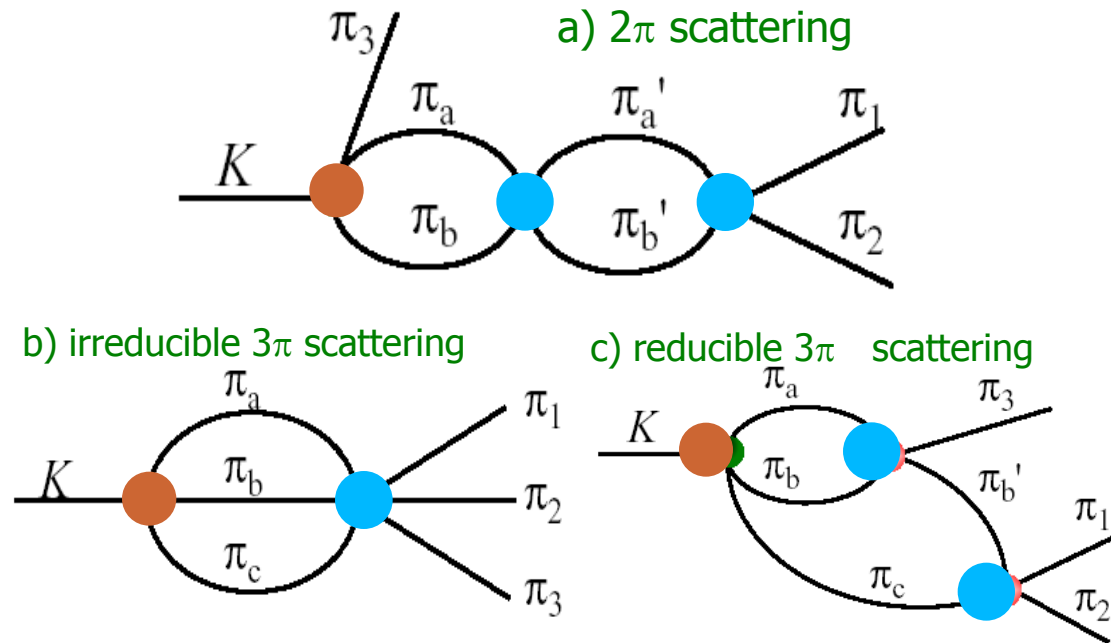 a) 2π scattering
π3
πa
πa'
π1
K
πb
πb'
π2
b) irreducible 3π scattering
πa
π1
K
πb
π2
πc
π3
c) reducible 3π scattering
πa
π3
K
πb
πb'
π1
πc
π2